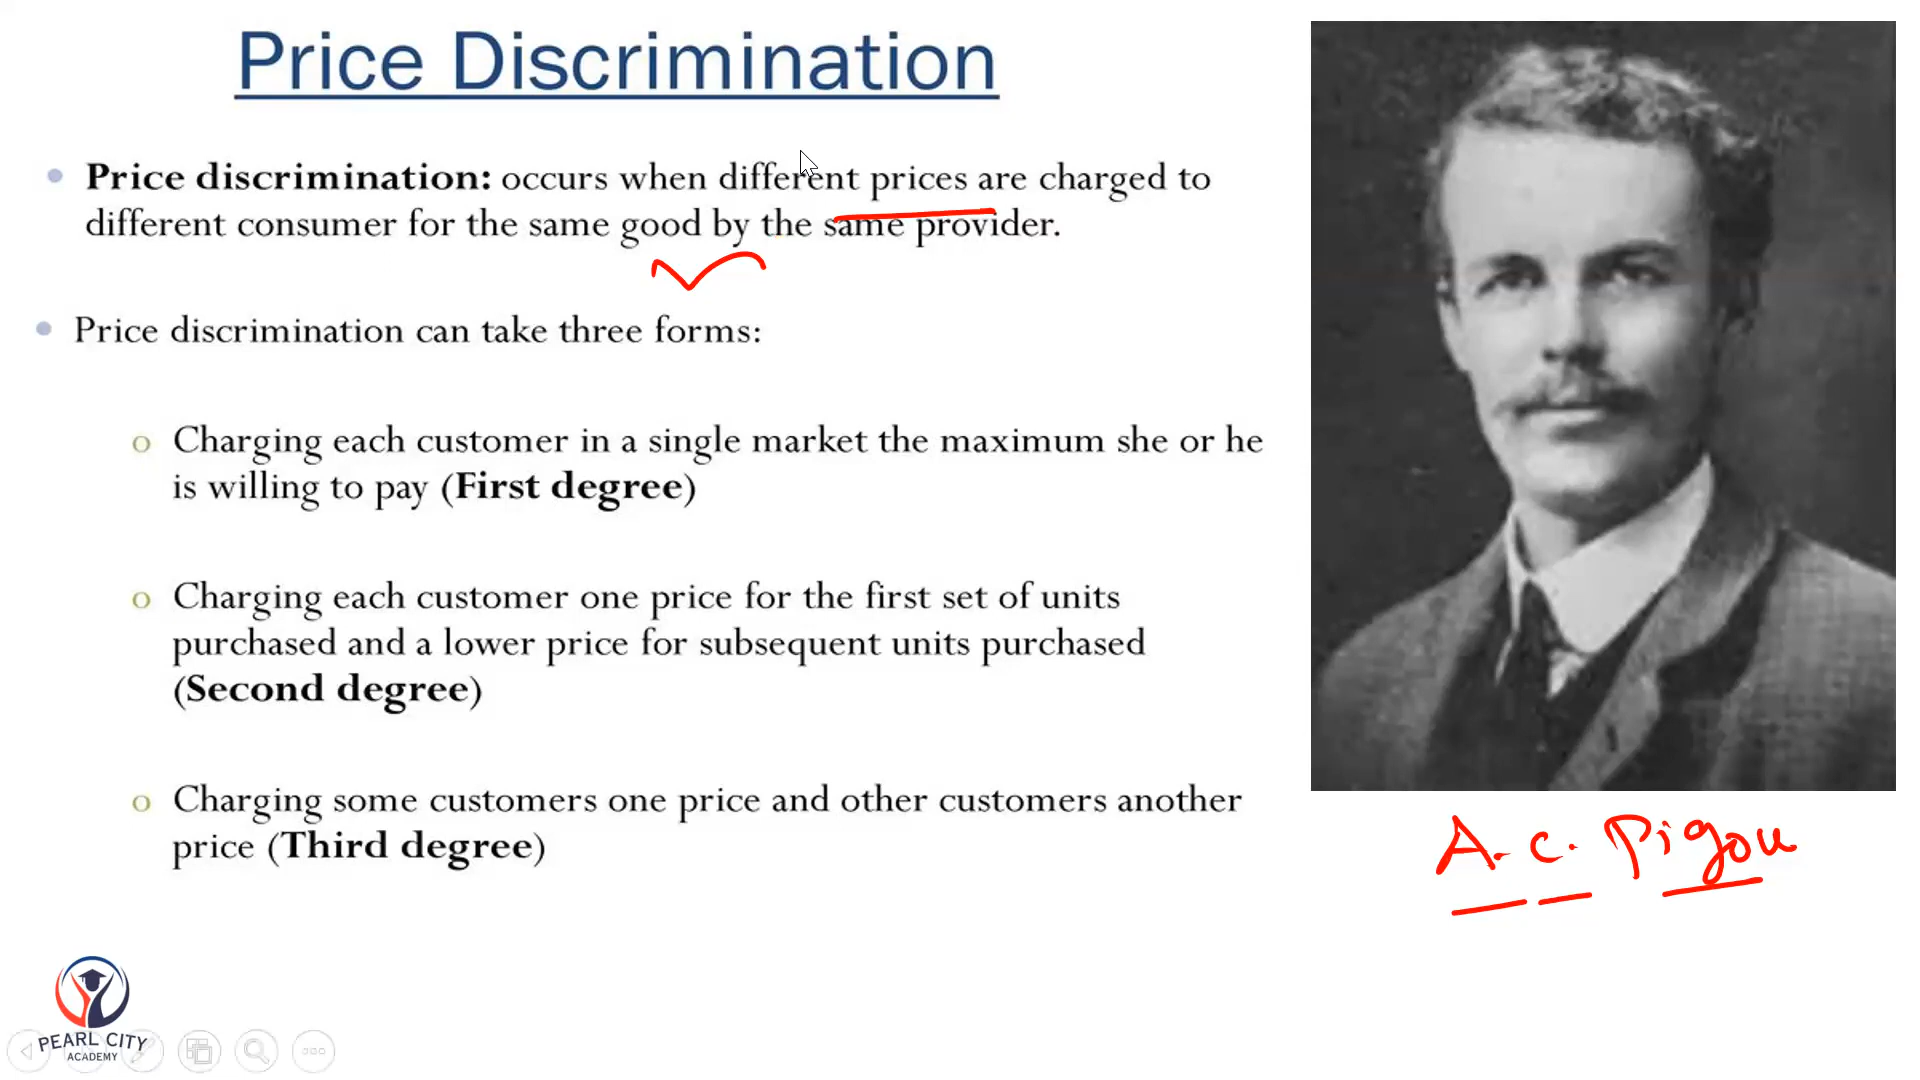 Price Discrimination
Price discrimination: occurs when different prices are charged to
different consumer for the same good by the same provider.
Price discrimination can take three forms:
Charging each customer in a single market the maximum she or he
is willing to pay (First degree)
Charging each customer one price for the first set of units
purchased and a lower price for subsequent units purchased
(Second degree)
Charging some customers one price and other customers another
price (Third degree)
A. C. Pigou
PEARL CITY
ACADEMY